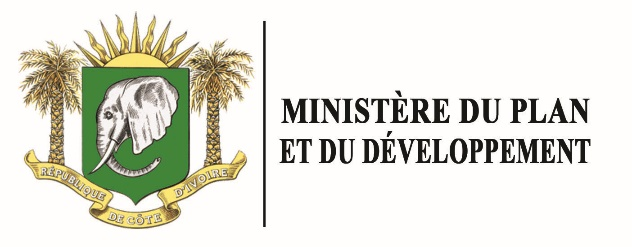 RÉPUBLIQUE
DE CÔTE
D'IVOIRE
MINISTÈRE DU PLAN
ET DU DÉVELOPPEMENT